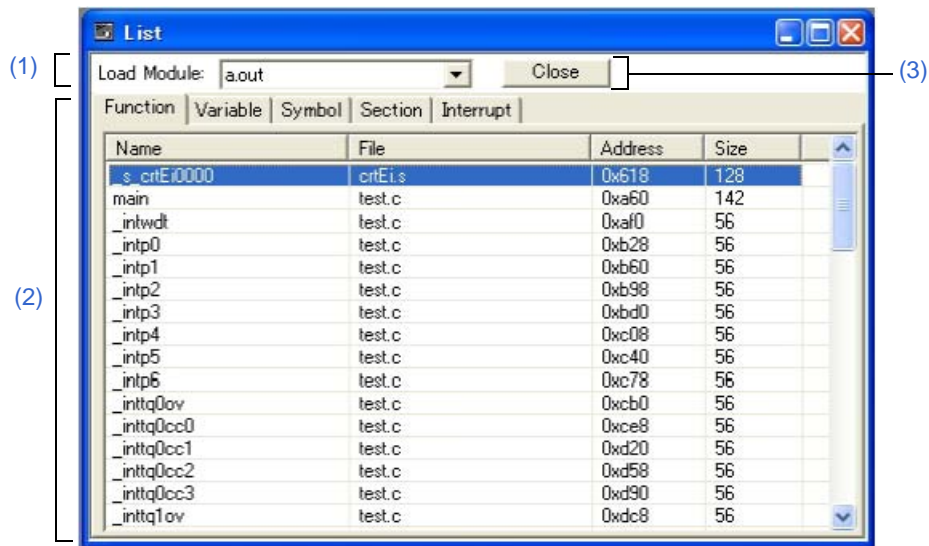 List
(1) Load Module: a.out Close (3)
(2)
Function Variable Symbol Section Interrupt
Name File Address Size
_s_crtEi0000 crtEi.s 0x618 128
main test.c 0xa60 142
_intwdt test.c 0xaf0 56
_intp0 test.c 0xb28 56
_intp1 test.c 0xb60 56
_intp2 test.c 0xb98 56
_intp3 test.c 0xbd0 56
_intp4 test.c 0xc08 56
_intp5 test.c 0xc40 56
_intp6 test.c 0xc78 56
_inttq0ov test.c 0xcb0 56
_inttq0cc0 test.c 0xce8 56
_inttq0cc1 test.c 0xd20 56
_inttq0cc2 test.c 0xd58 56
_inttq0cc3 test.c 0xd90 56
_inttq1ov test.c 0xdc8 56